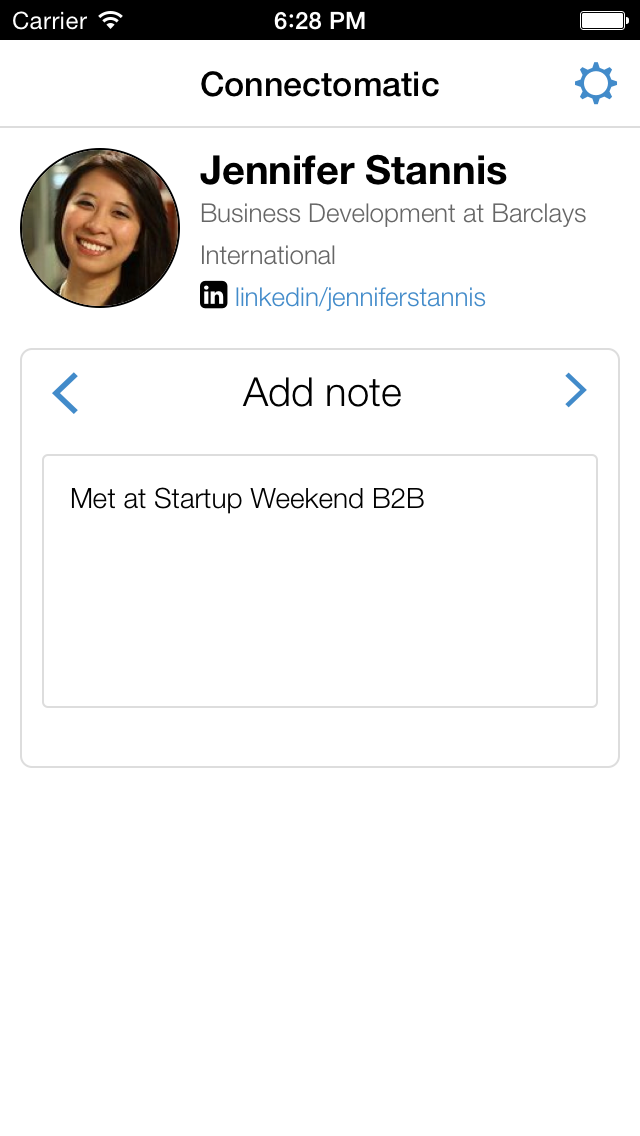 Carrier 6:28 PM
Connectomatic
Jennifer Stannis
Business Development at Barclays
International
in linkedin/jenniferstannis
Add note
Met at Startup Weekend B2B